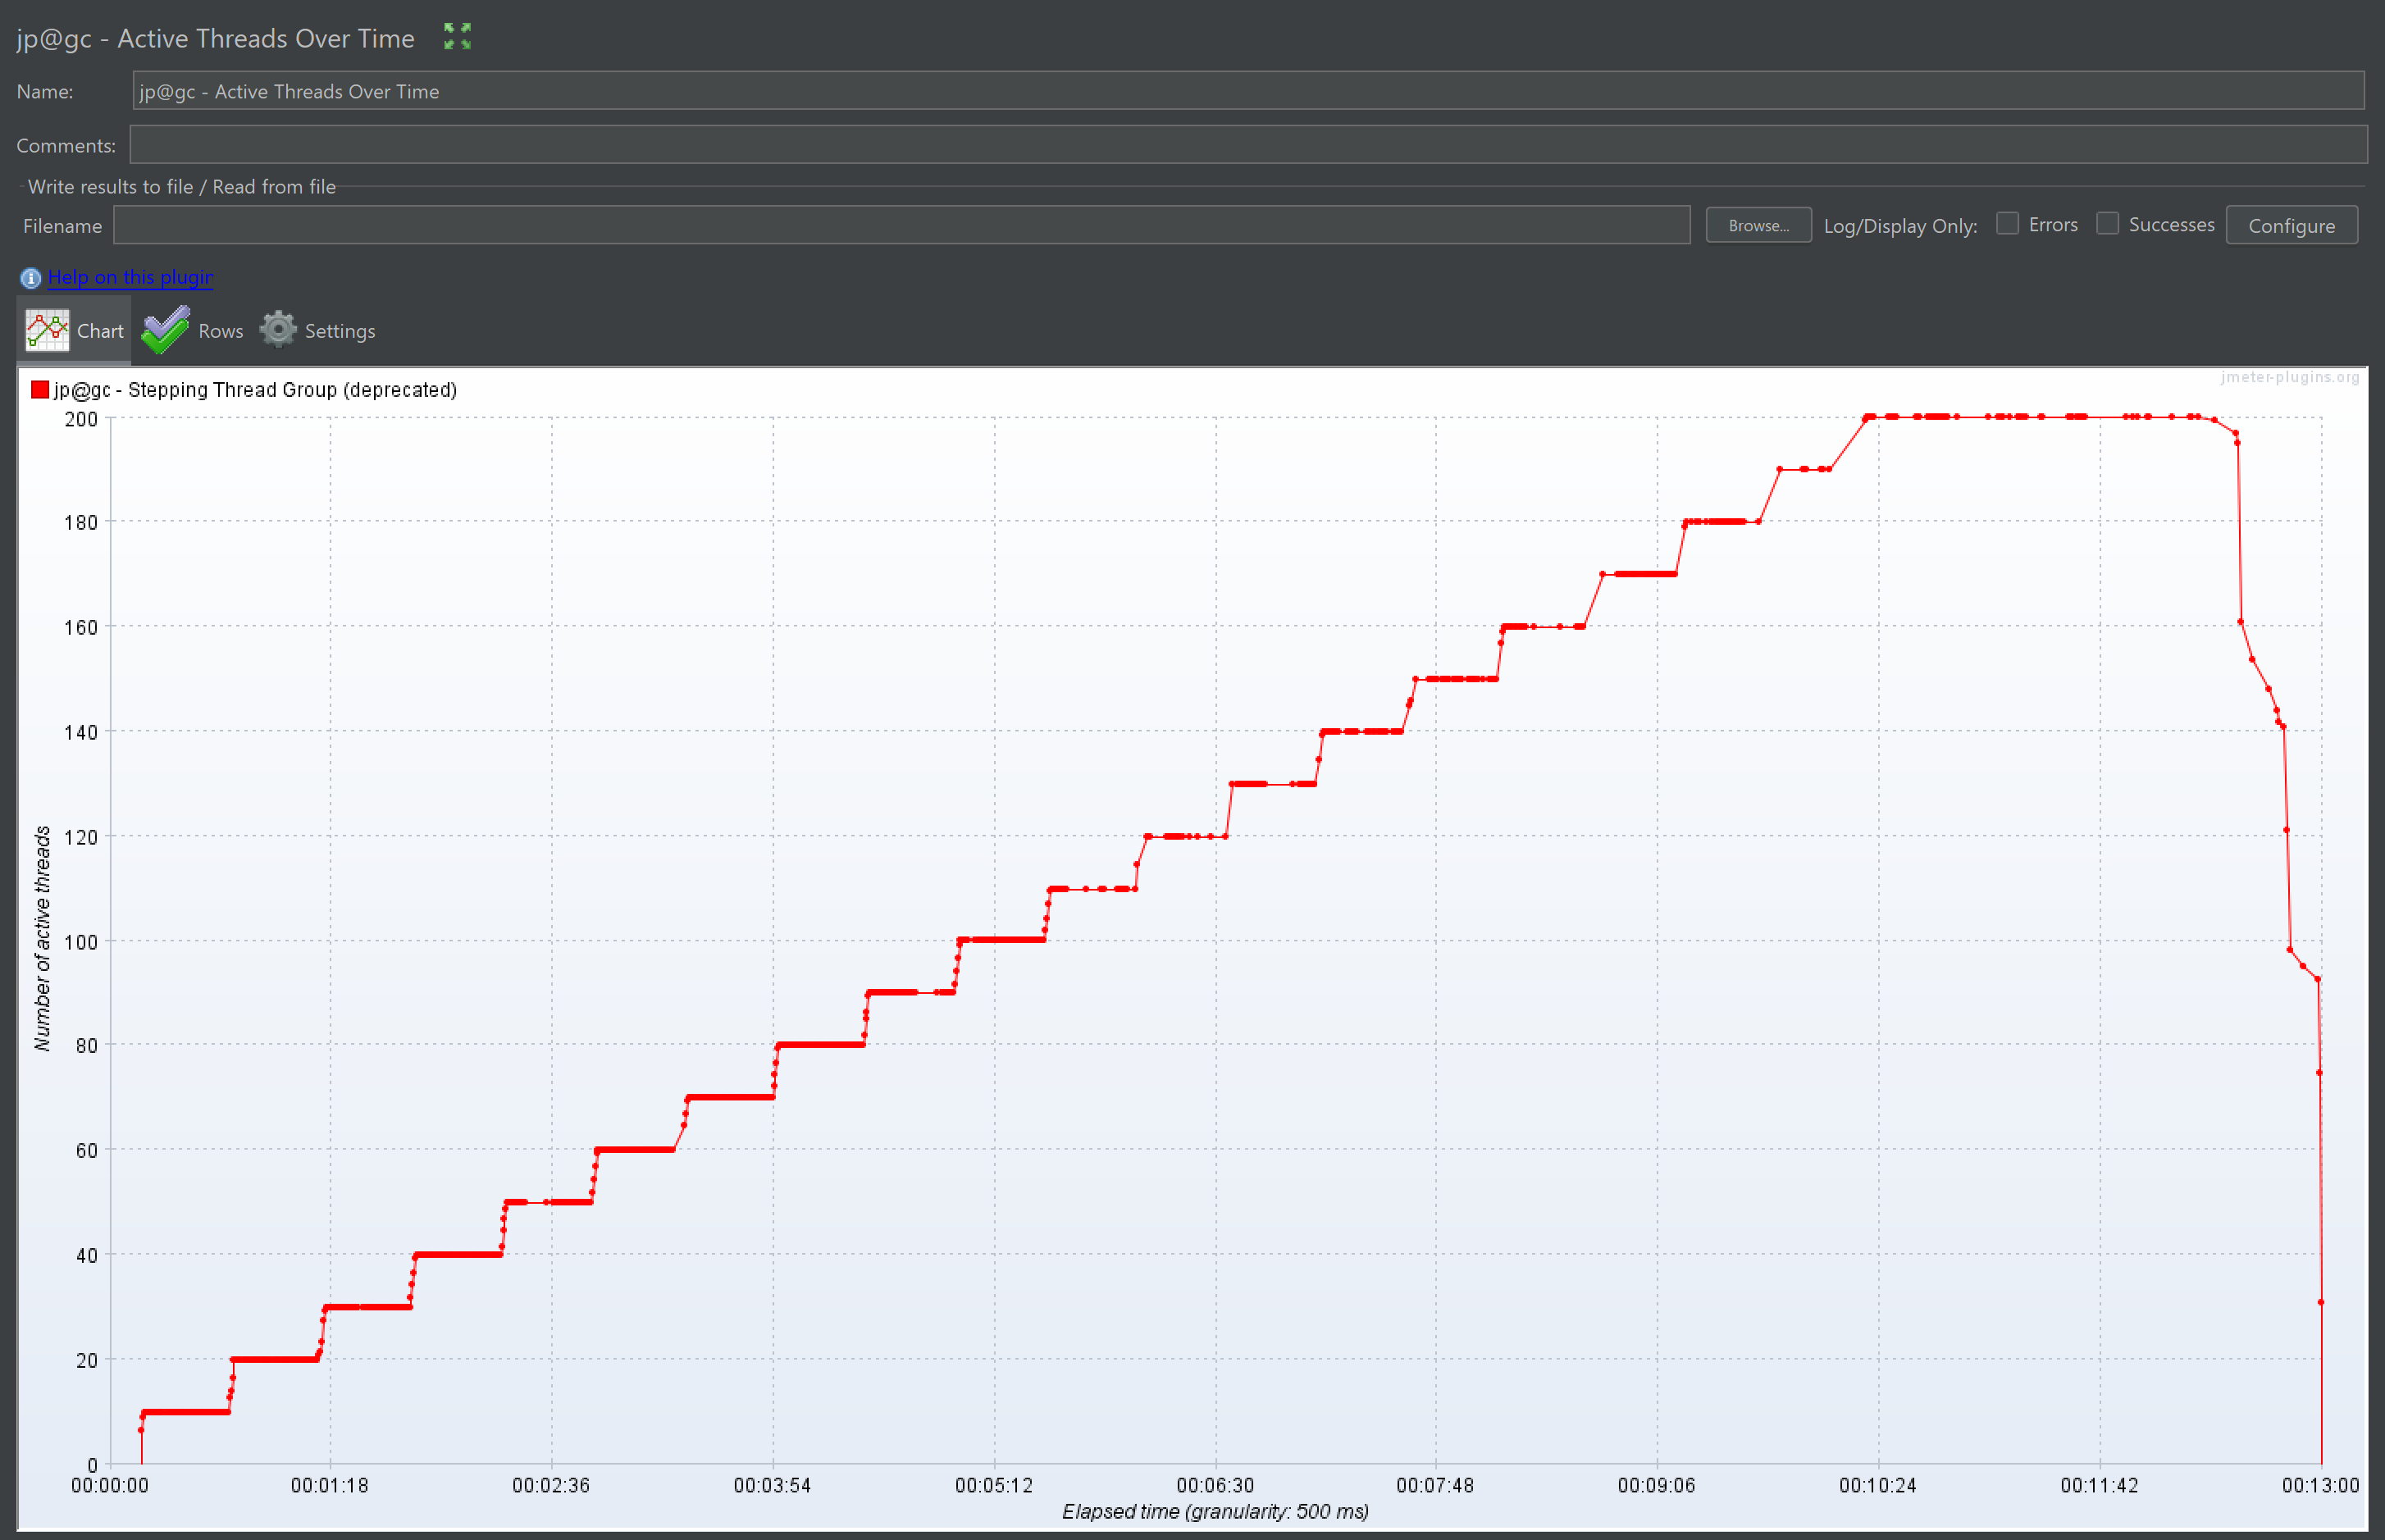 jp@gc - Active Threads Over Time
Name: jp@gc - Active Threads Over Time
Comments:
Write results to file / Read from file
Filename Browse... Log/Display Only: Errors Successes Configure
Help on this plugin
Chart Rows Settings
jp@gc - Stepping Thread Group (deprecated) jmeter-plugins.org
200
180
160
140
120
100
80
60
40
20
0
Number of active threads
00:00:00 00:01:18 00:02:36 00:03:54 00:05:12 00:06:30 00:07:48 00:09:06 00:10:24 00:11:42 00:13:00
Elapsed time (granularity: 500 ms)